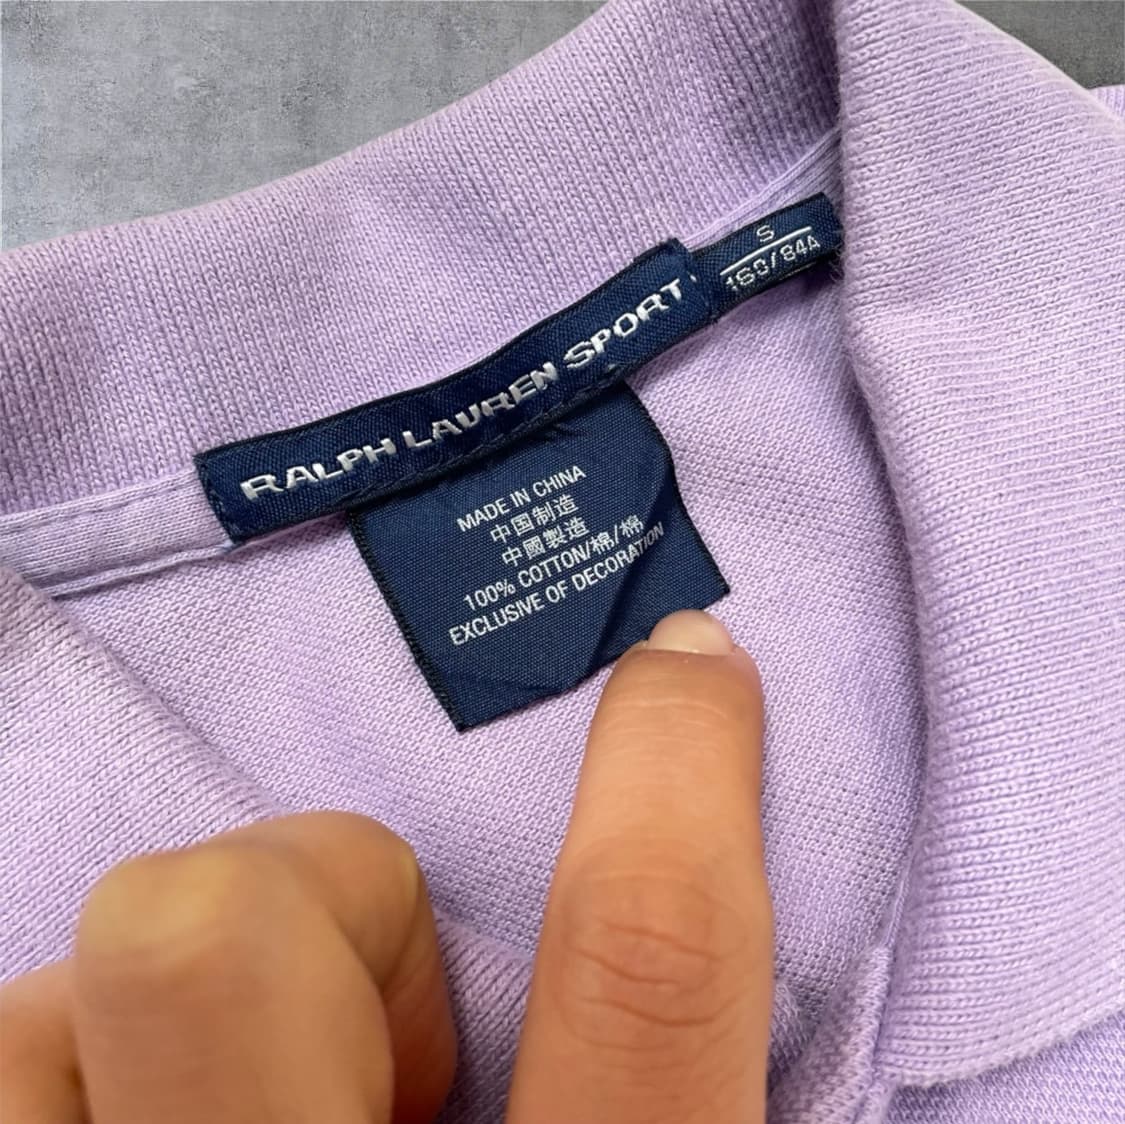 RALPH LAUREN SPORT
S
160/84A
MADE IN CHINA
中国制造
中國製造
100% COTTON/棉/棉
EXCLUSIVE OF DECORATION